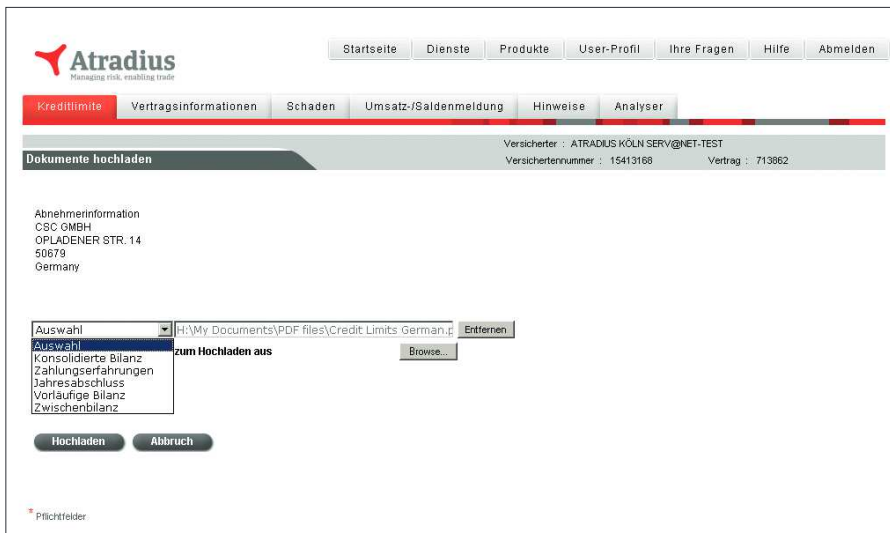 Startseite Dienste Produkte User-Profil Ihre Fragen Hilfe Abmelden
Atradius
Managing risk, enabling trade
Kreditlimite Vertragsinformationen Schaden Umsatz-/Saldenmeldung Hinweise Analyser
Versicherter : ATRADIUS KÖLN SERV@NET-TEST
Dokumente hochladen Versichertennummer : 15413168 Vertrag : 713862
Abnehmerinformation
CSC GMBH
OPLADENER STR. 14
50679
Germany
Auswahl H:\My Documents\PDF files\Credit Limits German.p Entfernen
Auswahl
zum Hochladen aus Browse...
Konsolidierte Bilanz
Zahlungserfahrungen
Jahresabschluss
Vorläufige Bilanz
Zwischenbilanz
Hochladen Abbruch
* Pflichtfelder